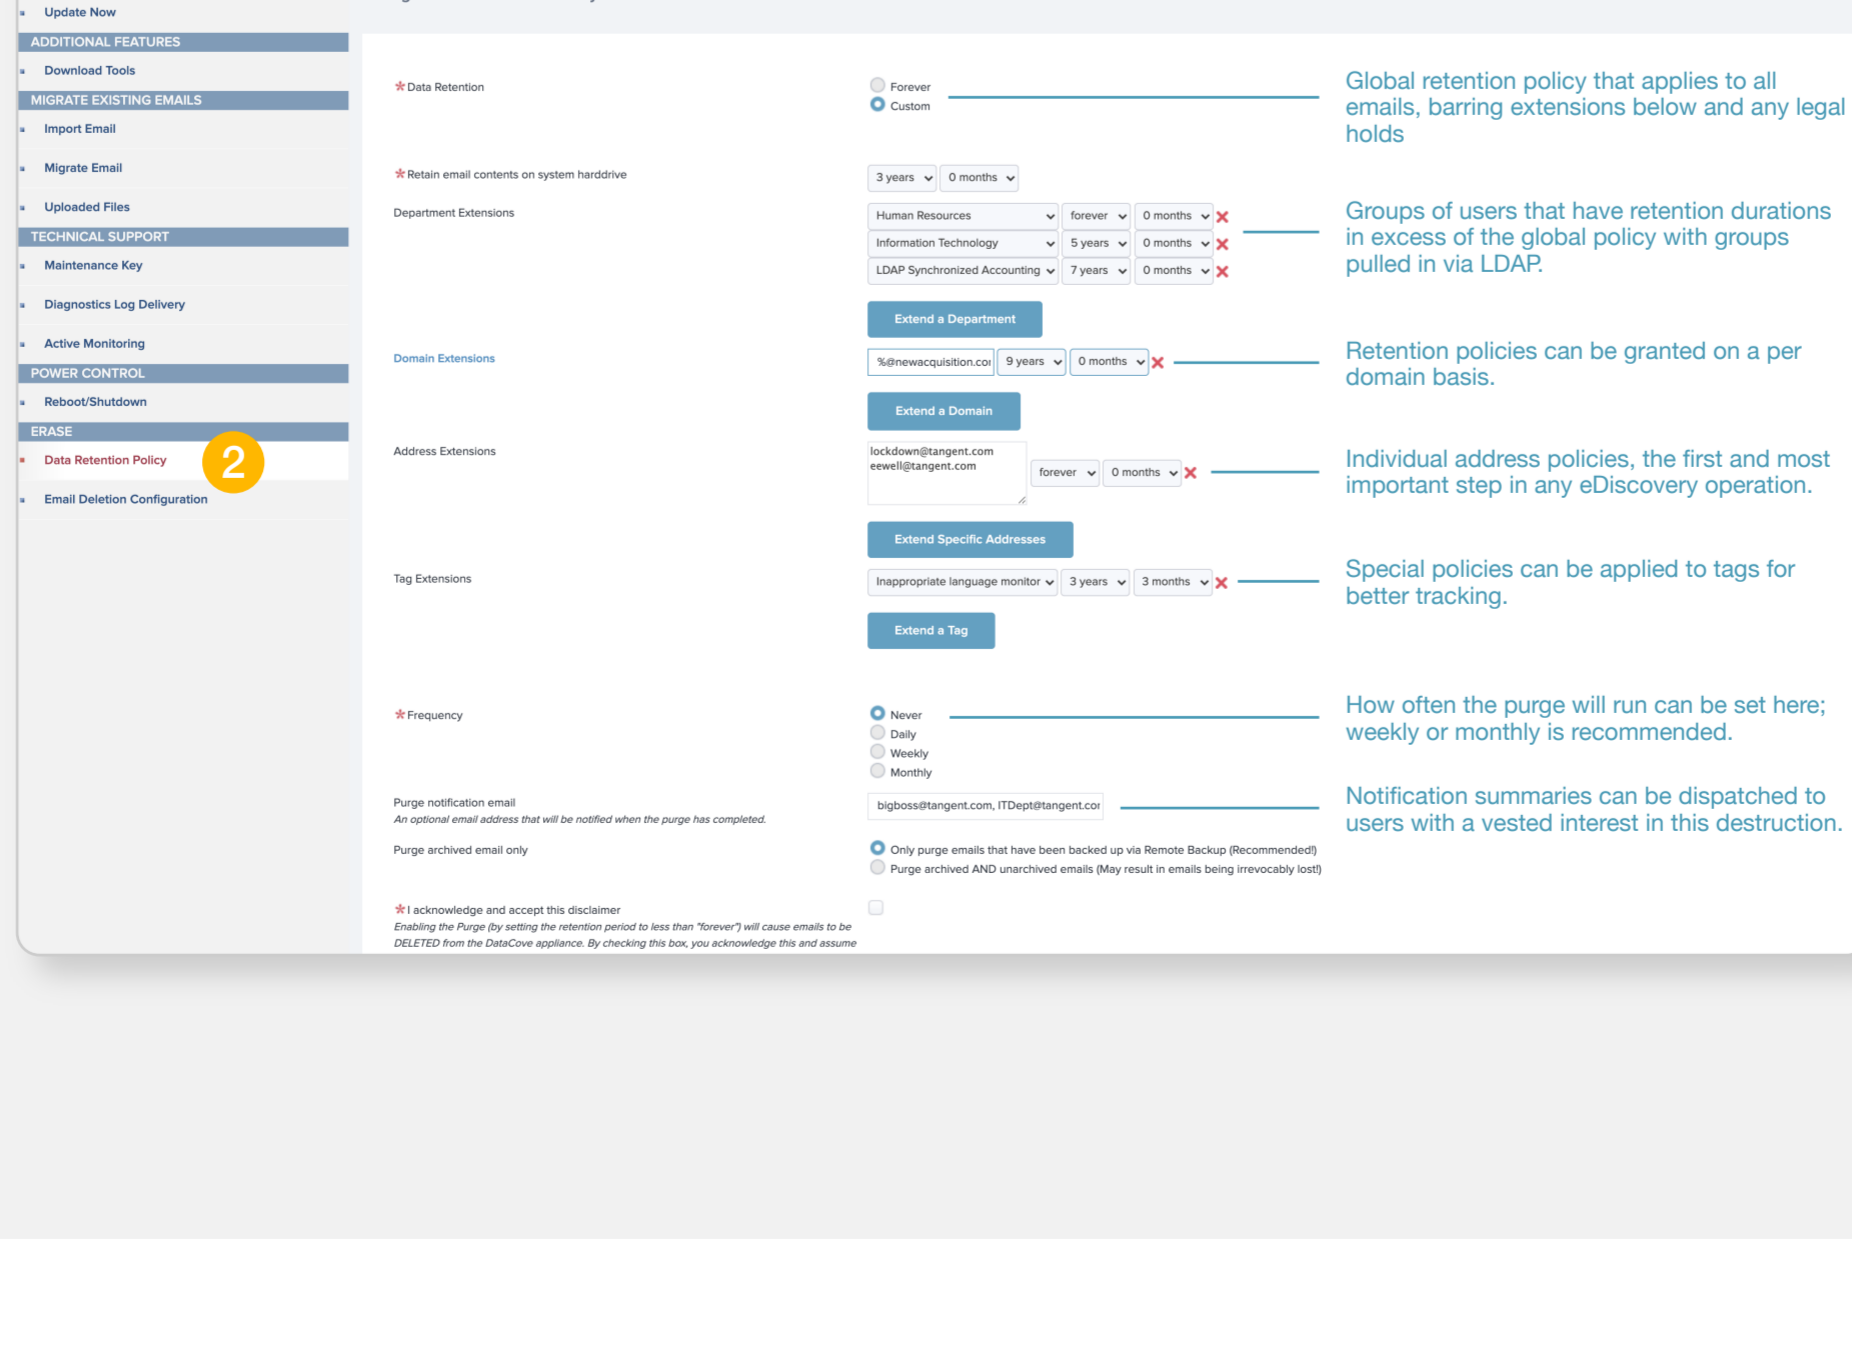 Update Now
ADDITIONAL FEATURES
Download Tools
MIGRATE EXISTING EMAILS
Import Email
Migrate Email
Uploaded Files
TECHNICAL SUPPORT
Maintenance Key
Diagnostics Log Delivery
Active Monitoring
POWER CONTROL
Reboot/Shutdown
ERASE
Data Retention Policy
2
Email Deletion Configuration
*Data Retention
Forever
Custom
Global retention policy that applies to all
emails, barring extensions below and any legal
holds
*Retain email contents on system harddrive
3 years 0 months
Department Extensions
Human Resources forever 0 months
Information Technology 5 years 0 months
LDAP Synchronized Accounting 7 years 0 months
Groups of users that have retention durations
in excess of the global policy with groups
pulled in via LDAP.
Extend a Department
Domain Extensions
%@newacquisition.co 9 years 0 months
Retention policies can be granted on a per
domain basis.
Extend a Domain
Address Extensions
lockdown@tangent.com
eewell@tangent.com
forever 0 months
Individual address policies, the first and most
important step in any eDiscovery operation.
Extend Specific Addresses
Tag Extensions
Inappropriate language monitor 3 years 3 months
Special policies can be applied to tags for
better tracking.
Extend a Tag
*Frequency
Never
Daily
Weekly
Monthly
How often the purge will run can be set here;
weekly or monthly is recommended.
Purge notification email
An optional email address that will be notified when the purge has completed.
bigboss@tangent.com, ITDept@tangent.co
Notification summaries can be dispatched to
users with a vested interest in this destruction.
Purge archived email only
Only purge emails that have been backed up via Remote Backup (Recommended!)
Purge archived AND unarchived emails (May result in emails being irrevocably lost!)
*I acknowledge and accept this disclaimer
Enabling the Purge (by setting the retention period to less than "forever") will cause emails to be
DELETED from the DataCove appliance. By checking this box, you acknowledge this and assume